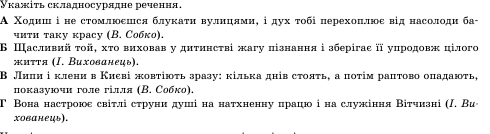 Укажіть складносурядне речення.
А Ходиш і не стомлюєшся блукати вулицями, і дух тобі перехоплює від насолоди ба-
чити таку красу (В. Собко).
Б Щасливий той, хто виховав у дитинстві жагу пізнання і зберігає її упродовж цілого
життя (І. Вихованець).
В Липи і клени в Києві жовтіють зразу: кілька днів стоять, а потім раптово опадають,
показуючи голе гілля (В. Собко).
Г Вона настроює світлі струни душі на натхненну працю і на служіння Вітчизні (І. Ви-
хованець).